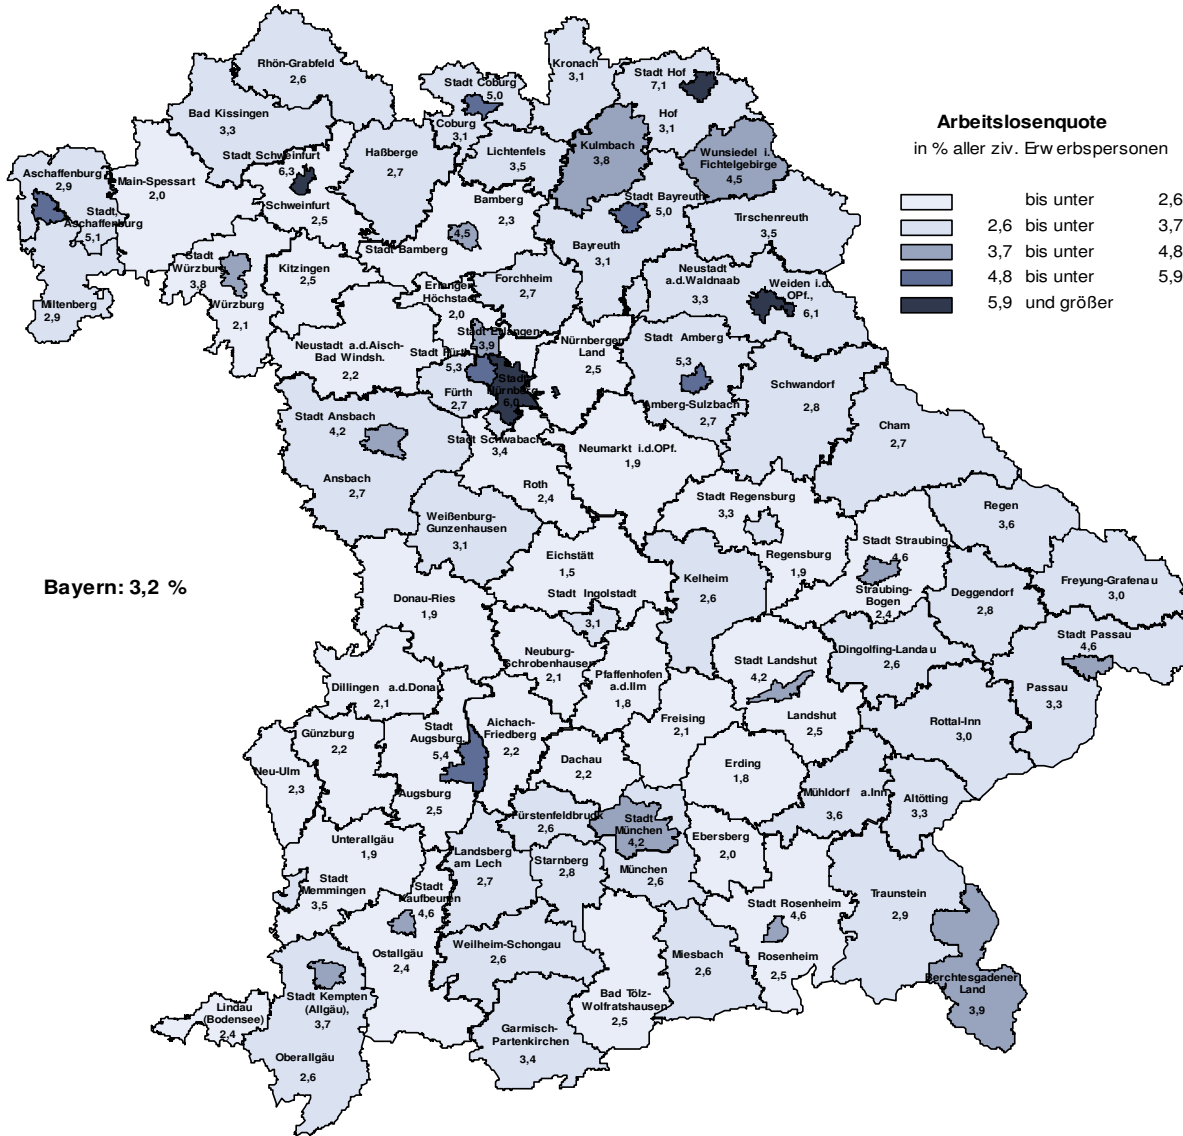 Arbeitslosenquote
in % aller ziv. Erwerbspersonen
bis unter 2,6
2,6 bis unter 3,7
3,7 bis unter 4,8
4,8 bis unter 5,9
5,9 und größer
Bayern: 3,2 %
Rhön-Grabfeld
2,6
Bad Kissingen
3,3
Stadt Schweinfurt
6,3
Schweinfurt
2,5
Haßberge
2,7
Stadt Coburg
5,0
Coburg
3,1
Kronach
3,1
Lichtenfels
3,5
Stadt Hof
7,1
Hof
3,1
Kulmbach
3,8
Wunsiedel i.
Fichtelgebirge
4,5
Aschaffenburg
2,9
Stadt,
Aschaffenburg
5,1
Main-Spessart
2,0
Miltenberg
2,9
Stadt
Würzburg
3,8
Würzburg
2,1
Kitzingen
2,5
Bamberg
2,3
4,5
Stadt Bamberg
Stadt Bayreuth
5,0
Bayreuth
3,1
Tirschenreuth
3,5
Forchheim
2,7
Neustadt
a.d.Waldnaab
3,3
Weiden i.d.
OPf.,
6,1
Erlangen-
Höchstadt
2,0
Stadt Erlangen
3,9
Neustadt a.d.Aisch-
Bad Windsh.
2,2
Stadt Fürth
5,3
Fürth
2,7
Stadt
Nürnberg
6,0
Nürnberger
Land
2,5
Stadt Amberg
5,3
Amberg-Sulzbach
2,7
Schwandorf
2,8
Cham
2,7
Stadt Ansbach
4,2
Ansbach
2,7
Stadt Schwabach
3,4
Roth
2,4
Neumarkt i.d.OPf.
1,9
Weißenburg-
Gunzenhausen
3,1
Stadt Regensburg
3,3
Regensburg
1,9
Regen
3,6
Stadt Straubing
4,6
Straubing-
Bogen
2,4
Deggendorf
2,8
Freyung-Grafenau
3,0
Eichstätt
1,5
Stadt Ingolstadt
3,1
Kelheim
2,6
Donau-Ries
1,9
Neuburg-
Schrobenhausen
2,1
Pfaffenhofen
a.d.Ilm
1,8
Stadt Landshut
4,2
Landshut
2,5
Dingolfing-Landau
2,6
Stadt Passau
4,6
Passau
3,3
Rottal-Inn
3,0
Dillingen a.d.Donau
2,1
Günzburg
2,2
Neu-Ulm
2,3
Stadt
Augsburg
5,4
Augsburg
2,5
Aichach-
Friedberg
2,2
Dachau
2,2
Freising
2,1
Erding
1,8
Mühldorf a.Inn
3,6
Altötting
3,3
Fürstenfeldbruck
2,6
Stadt
München
4,2
München
2,6
Ebersberg
2,0
Unterallgäu
1,9
Stadt
Memmingen
3,5
Landsberg
am Lech
2,7
Starnberg
2,8
Stadt
Kaufbeuren
4,6
Ostallgäu
2,4
Weilheim-Schongau
2,6
Miesbach
2,6
Stadt Rosenheim
4,6
Rosenheim
2,5
Traunstein
2,9
Berchtesgadener
Land
3,9
Bad Tölz-
Wolfratshausen
2,5
Garmisch-
Partenkirchen
3,4
Lindau
(Bodensee)
2,4
Stadt Kempten
(Allgäu),
3,7
Oberallgäu
2,6